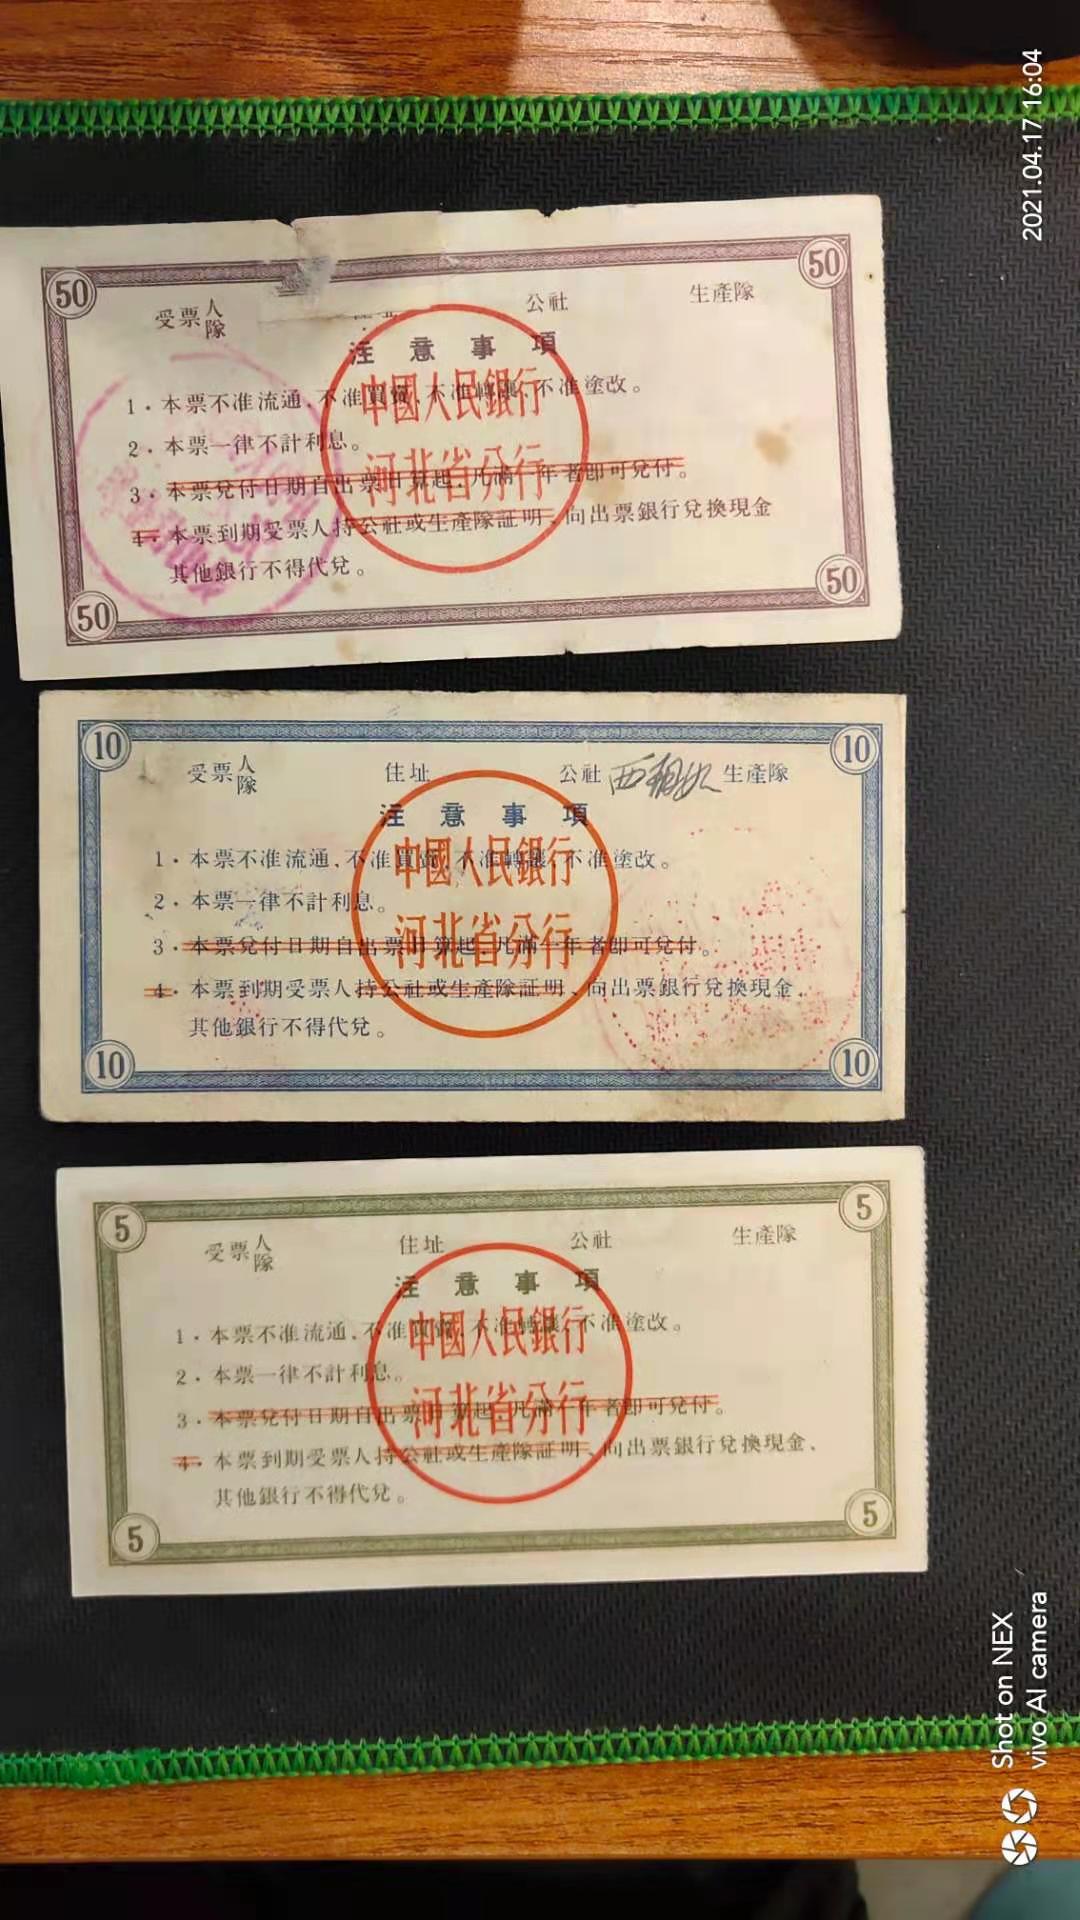 2021.04.17 16:04
50
50
受票人隊
公社
生產隊
注意事項
1·本票不准流通、不准買賣、不准轉讓、不准塗改。
2·本票一律不計利息。
3·本票兌付日期自出票日算起，凡滿一年者卽可兌付。
4·本票到期受票人持公社或生產隊証明、向出票銀行兌換現金
其他銀行不得代兌。
中國人民銀行
河北省分行
50
50
10
10
受票人隊
住址
公社
生產隊
注意事項
1·本票不准流通、不准買賣、不准轉讓、不准塗改。
2·本票一律不計利息。
3·本票兌付日期自出票日算起，凡滿一年者卽可兌付。
4·本票到期受票人持公社或生產隊証明、向出票銀行兌換現金，
其他銀行不得代兌。
中國人民銀行
河北省分行
10
10
5
5
受票人隊
住址
公社
生產隊
注意事項
1·本票不准流通、不准買賣、不准轉讓、不准塗改。
2·本票一律不計利息。
3·本票兌付日期自出票日算起，凡滿一年者卽可兌付。
4·本票到期受票人持公社或生產隊証明、向出票銀行兌換現金，
其他銀行不得代兌。
中國人民銀行
河北省分行
5
5
Shot on NEX
vivo AI camera